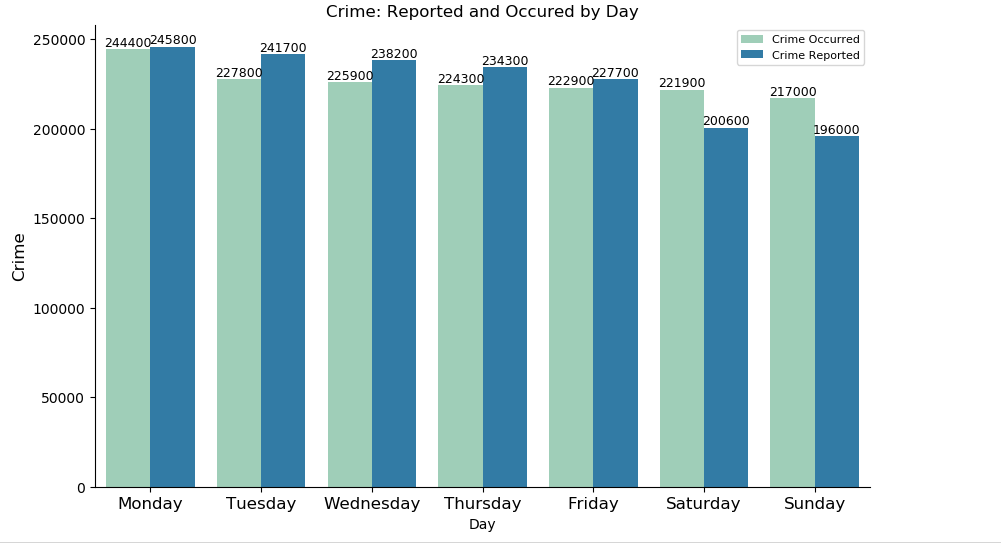 Crime: Reported and Occured by Day
Crime Occurred
Crime Reported
250000
200000
150000
100000
50000
0
Crime
244400 245800
227800 241700
225900 238200
224300 234300
222900 227700
221900 200600
217000 196000
Monday Tuesday Wednesday Thursday Friday Saturday Sunday
Day